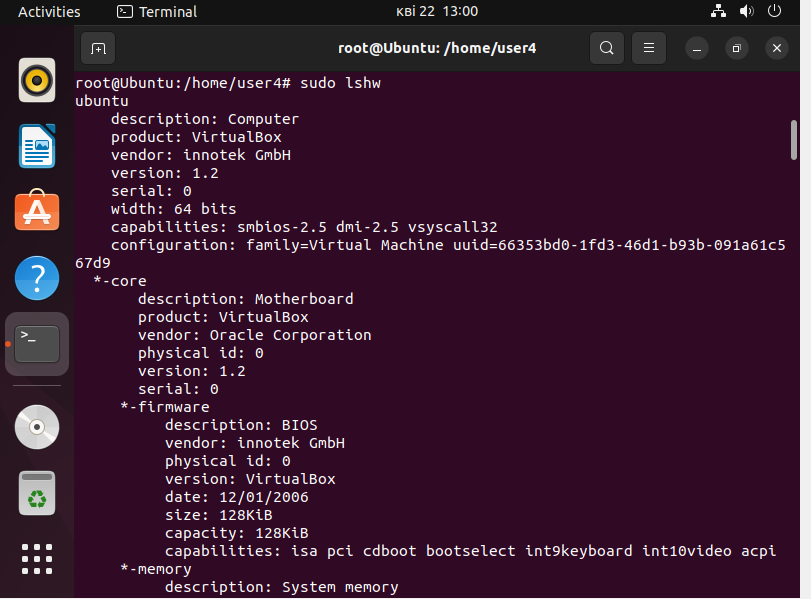 Activities
Terminal
кві 22 13:00
root@Ubuntu: /home/user4
root@Ubuntu:/home/user4# sudo lshw
ubuntu
description: Computer
product: VirtualBox
vendor: innotek GmbH
version: 1.2
serial: 0
width: 64 bits
capabilities: smbios-2.5 dmi-2.5 vsyscall32
configuration: family=Virtual Machine uuid=66353bd0-1fd3-46d1-b93b-091a61c5
67d9
*-core
description: Motherboard
product: VirtualBox
vendor: Oracle Corporation
physical id: 0
version: 1.2
serial: 0
*-firmware
description: BIOS
vendor: innotek GmbH
physical id: 0
version: VirtualBox
date: 12/01/2006
size: 128KiB
capacity: 128KiB
capabilities: isa pci cdboot bootselect int9keyboard int10video acpi
*-memory
description: System memory